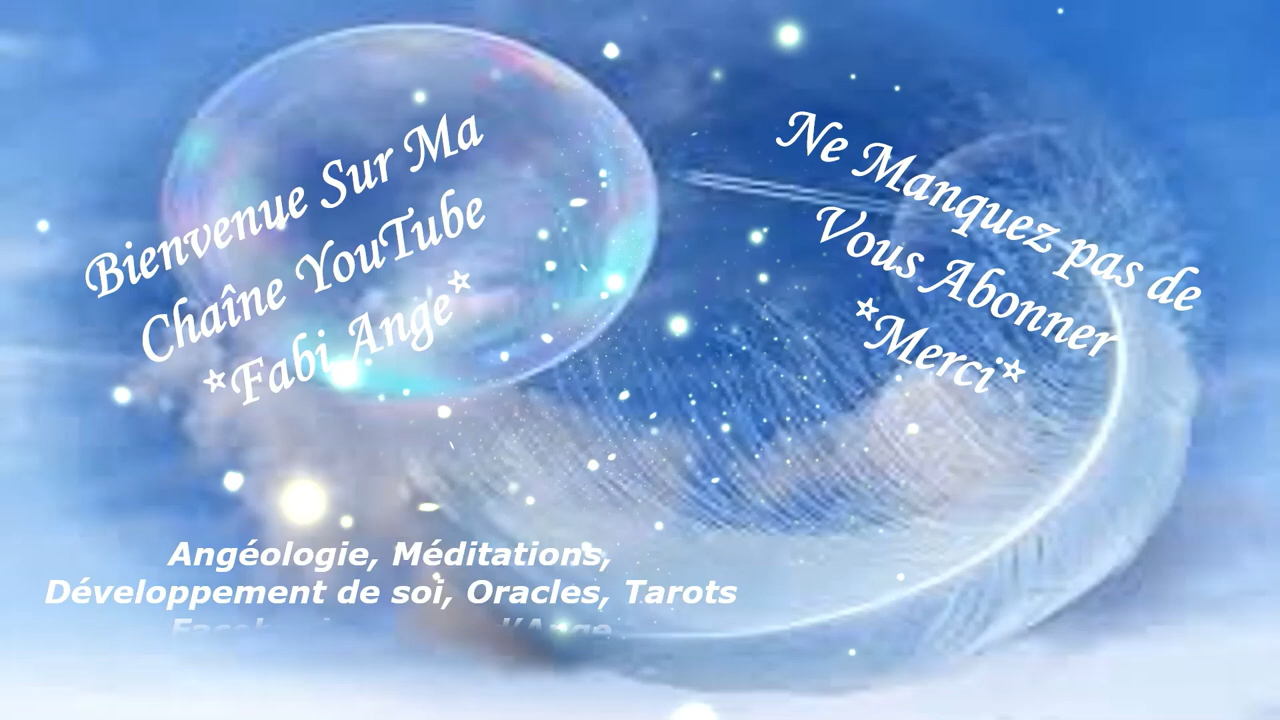 Bienvenue Sur Ma
Chaîne YouTube
*Fabi Ange*
Ne Manquez pas de
Vous Abonner
*Merci*
Angéologie, Méditations,
Développement de soi, Oracles, Tarots
l'Ange